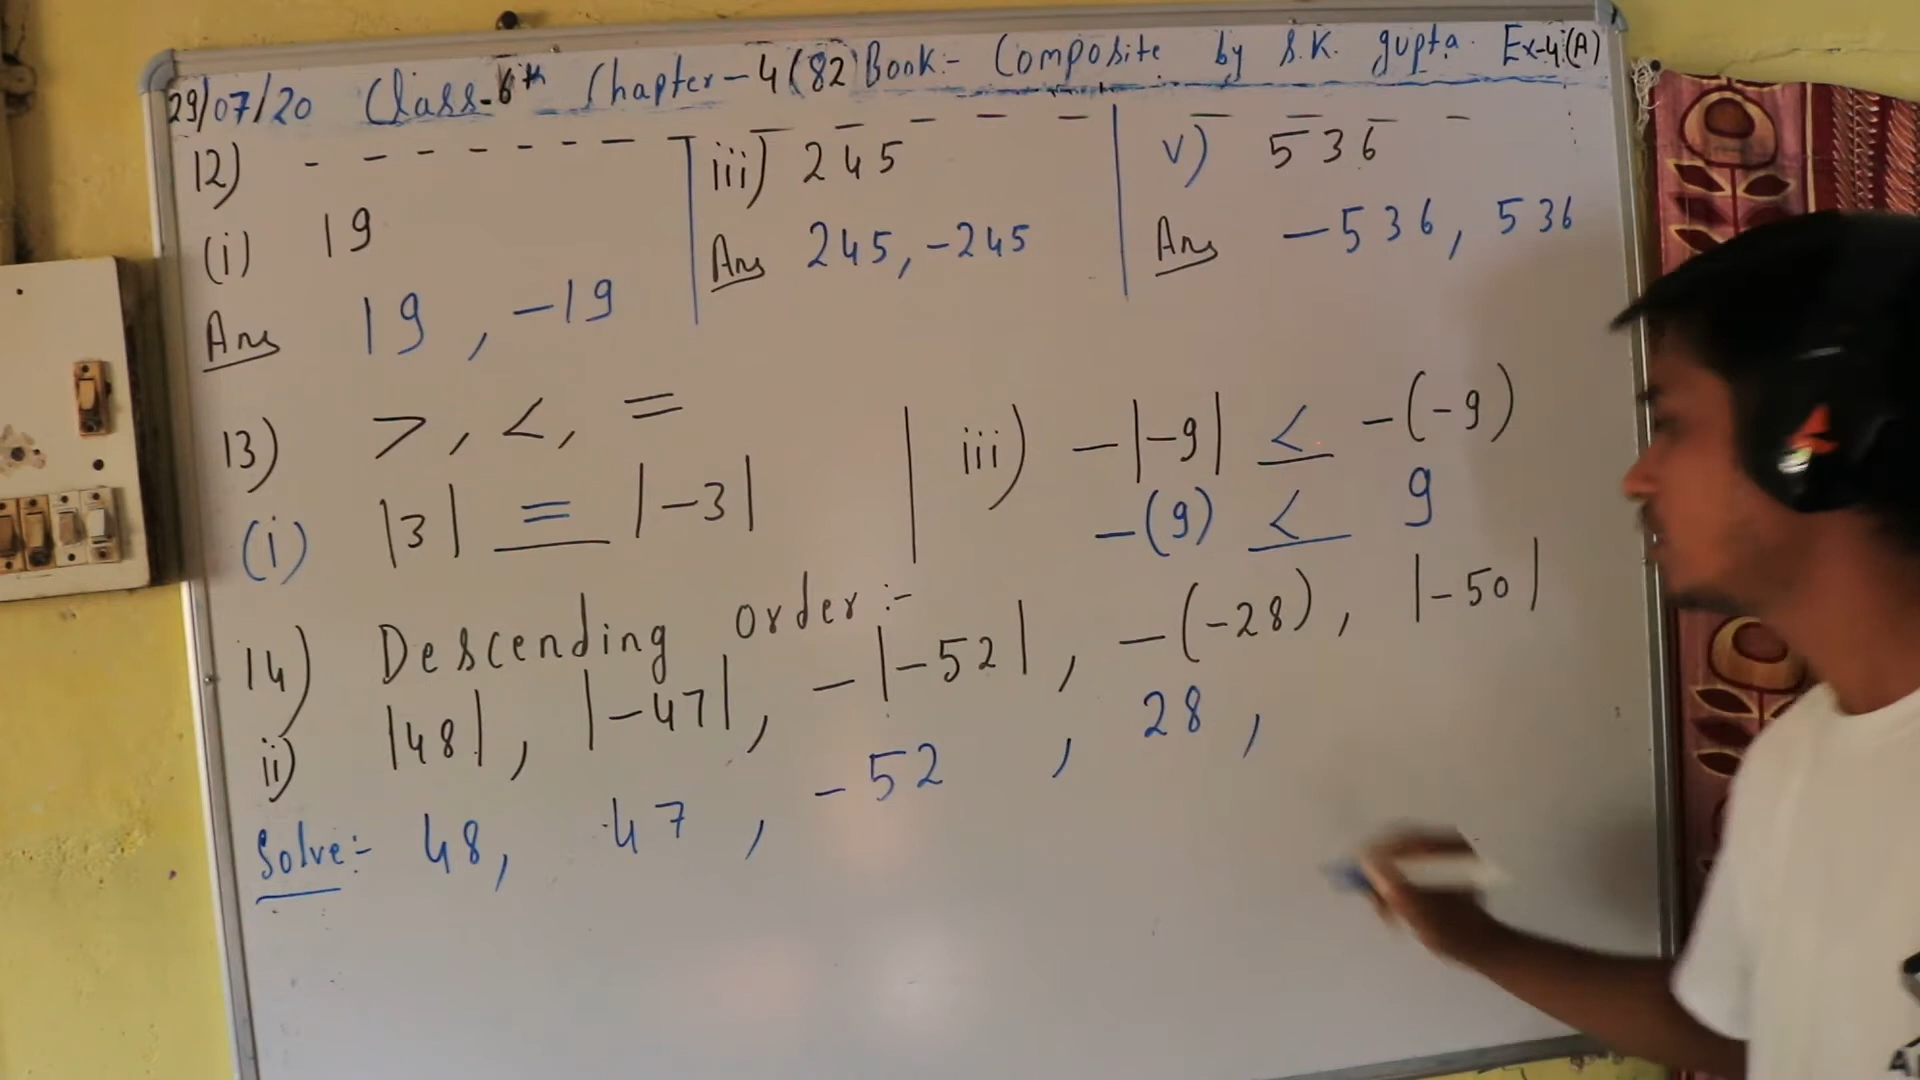 29/07/20 Class-6th Chapter-4(82) Book:- Composite by S.K. gupta. Ex-4(A)
12) - - - - - - - -
(i) 19
Ans 19, -19
iii) 245
Ans 245, -245
v) 536
Ans -536, 536
13) >, <, =
(i) |3| = |-3|
iii) -|-9| < -(-9)
-(9) < 9
14) Descending order:-
ii) |48|, |-47|, -|-52|, -(-28), |-50|
Solve:- 48, 47, -52, 28,